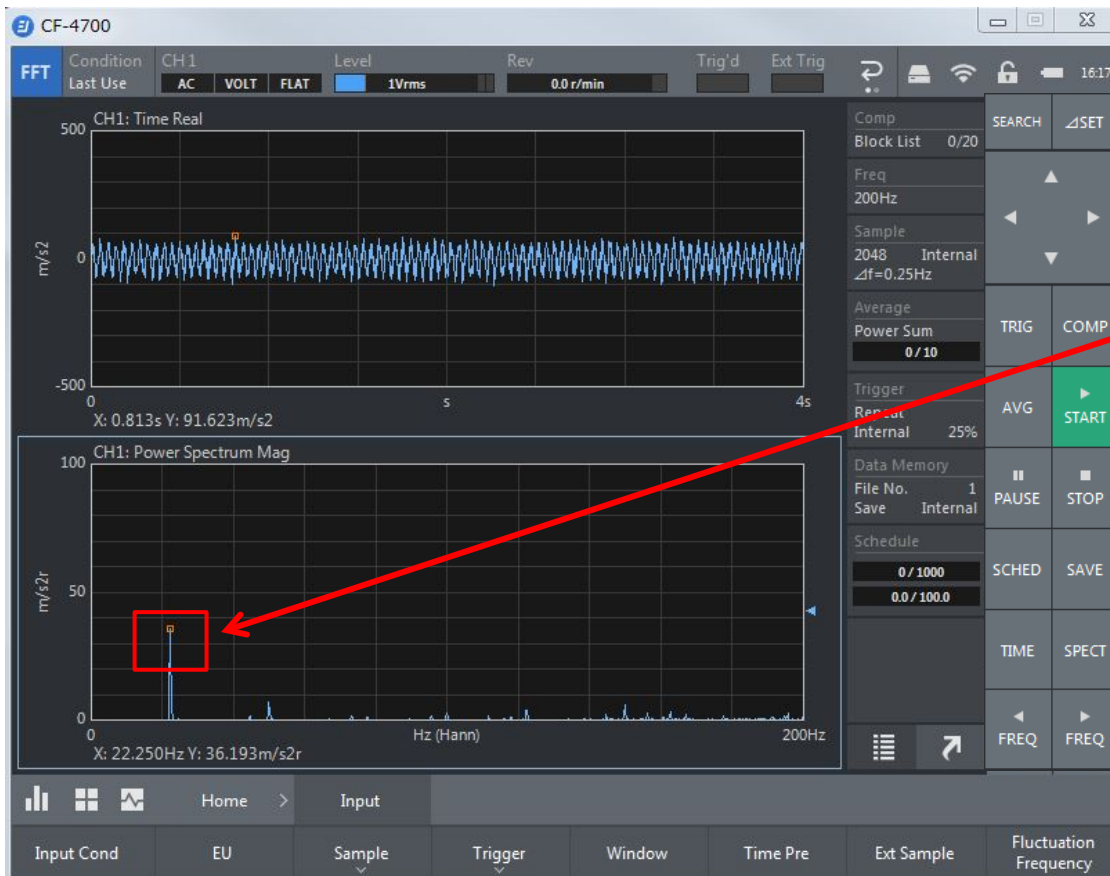 CF-4700
FFT
Condition
Last Use
CH1
AC VOLT FLAT
Level
1Vrms
Rev
0.0 r/min
Trig'd
Ext Trig
16:17
CH1: Time Real
500
m/s2
0
-500
0
s
4s
X: 0.813s Y: 91.623m/s2
CH1: Power Spectrum Mag
100
m/s2r
50
0
0
Hz (Hann)
200Hz
X: 22.250Hz Y: 36.193m/s2r
Comp
Block List 0/20
Freq
200Hz
Sample
2048 Internal
⊿f=0.25Hz
Average
Power Sum
0 / 10
Trigger
Repeat
Internal 25%
Data Memory
File No. 1
Save Internal
Schedule
0 / 1000
0.0 / 100.0
SEARCH
⊿SET
TRIG
COMP
AVG
START
PAUSE
STOP
SCHED
SAVE
TIME
SPECT
FREQ
FREQ
Home > Input
Input Cond
EU
Sample
Trigger
Window
Time Pre
Ext Sample
Fluctuation
Frequency